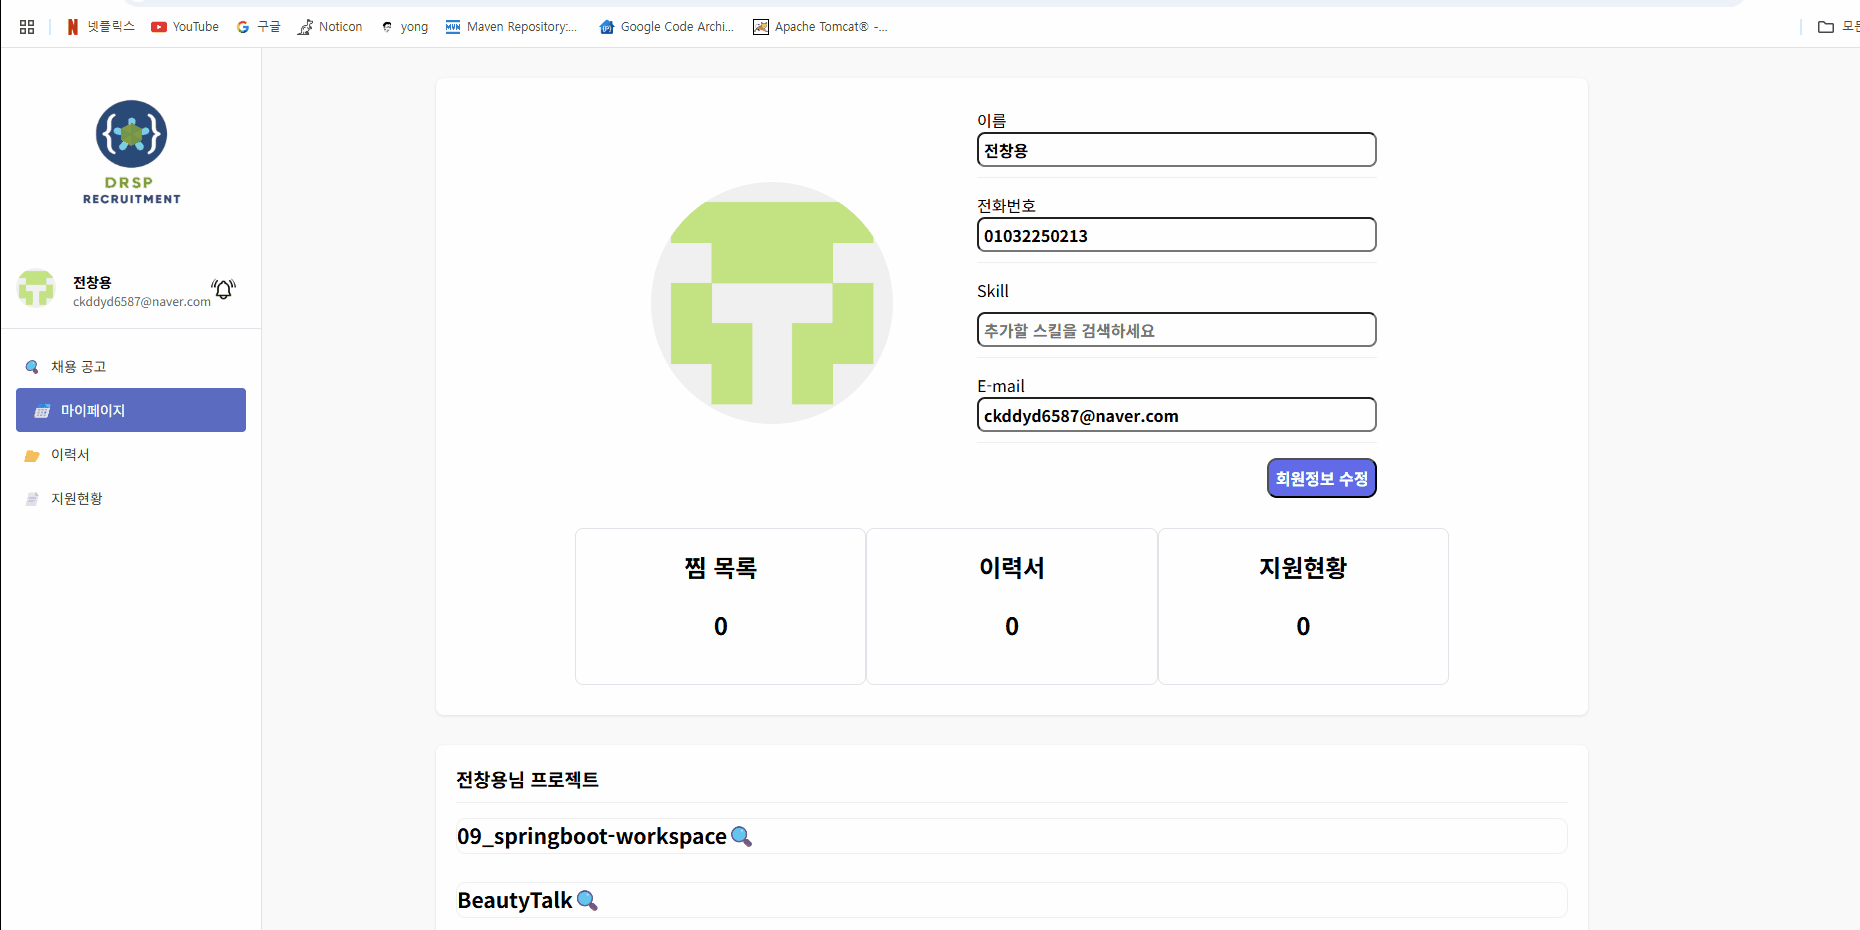 넷플릭스 YouTube 구글 Noticon yong Maven Repository:... Google Code Archi... Apache Tomcat® -...
DRSP
RECRUITMENT
전창용
ckddyd6587@naver.com
채용 공고
마이페이지
이력서
지원현황
이름
전창용
전화번호
01032250213
Skill
추가할 스킬을 검색하세요
E-mail
ckddyd6587@naver.com
회원정보 수정
찜 목록
0
이력서
0
지원현황
0
전창용님 프로젝트
09_springboot-workspace
BeautyTalk